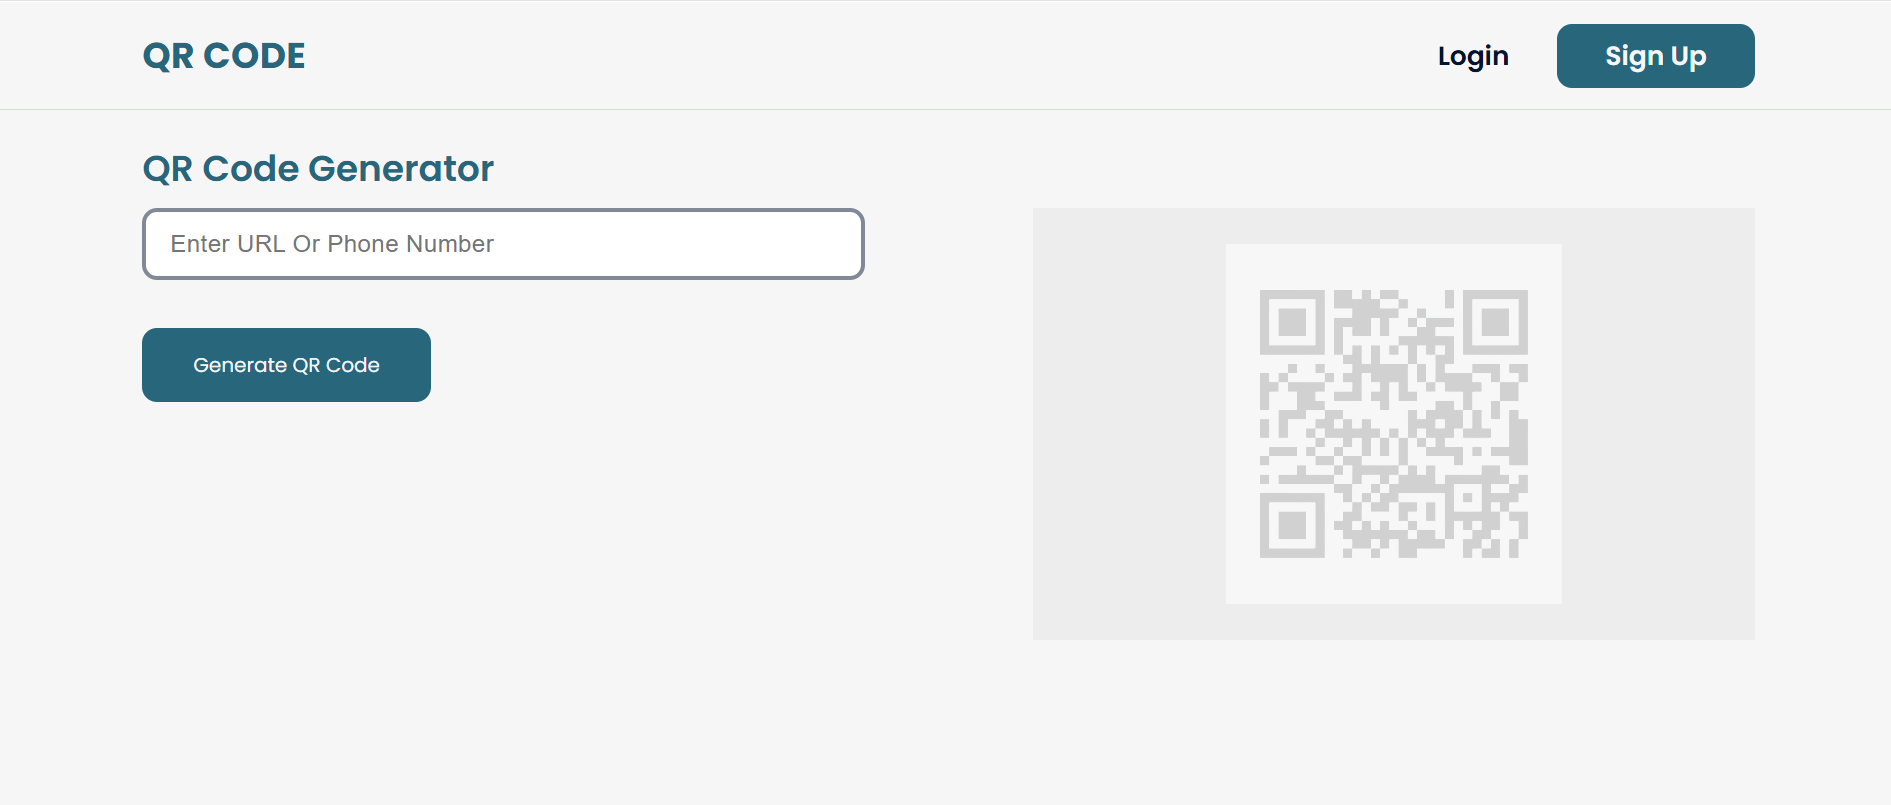 QR CODE
Login
Sign Up
QR Code Generator
Enter URL Or Phone Number
Generate QR Code